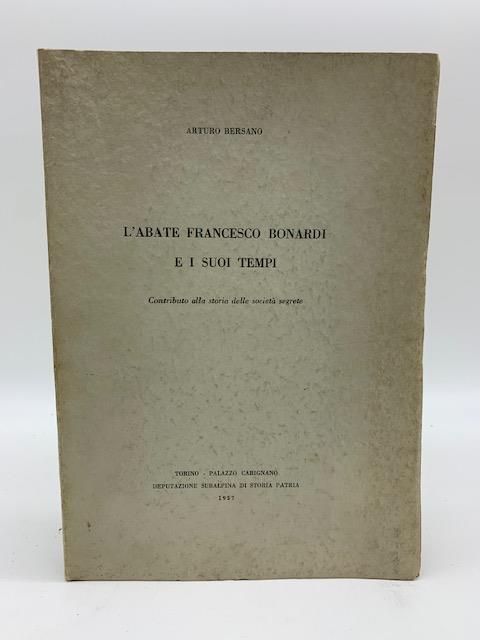 ARTURO BERSANO
L'ABATE FRANCESCO BONARDI
E I SUOI TEMPI
Contributo alla storia delle società segrete
TORINO - PALAZZO CARIGNANO
DEPUTAZIONE SUBALPINA DI STORIA PATRIA
1957